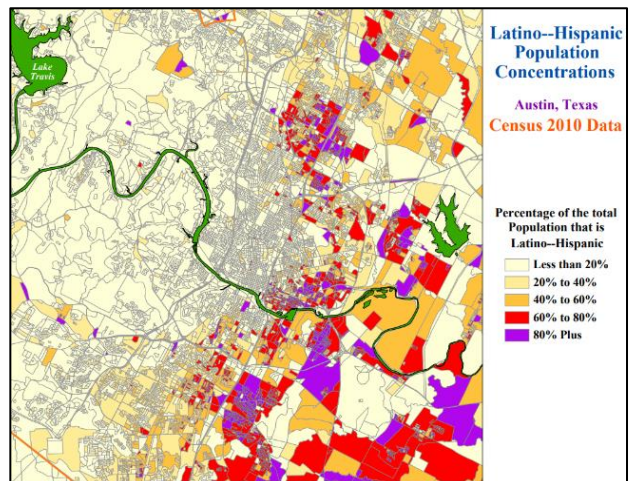 Lake
Travis
Latino--Hispanic
Population
Concentrations
Austin, Texas
Census 2010 Data
Percentage of the total
Population that is
Latino--Hispanic
Less than 20%
20% to 40%
40% to 60%
60% to 80%
80% Plus